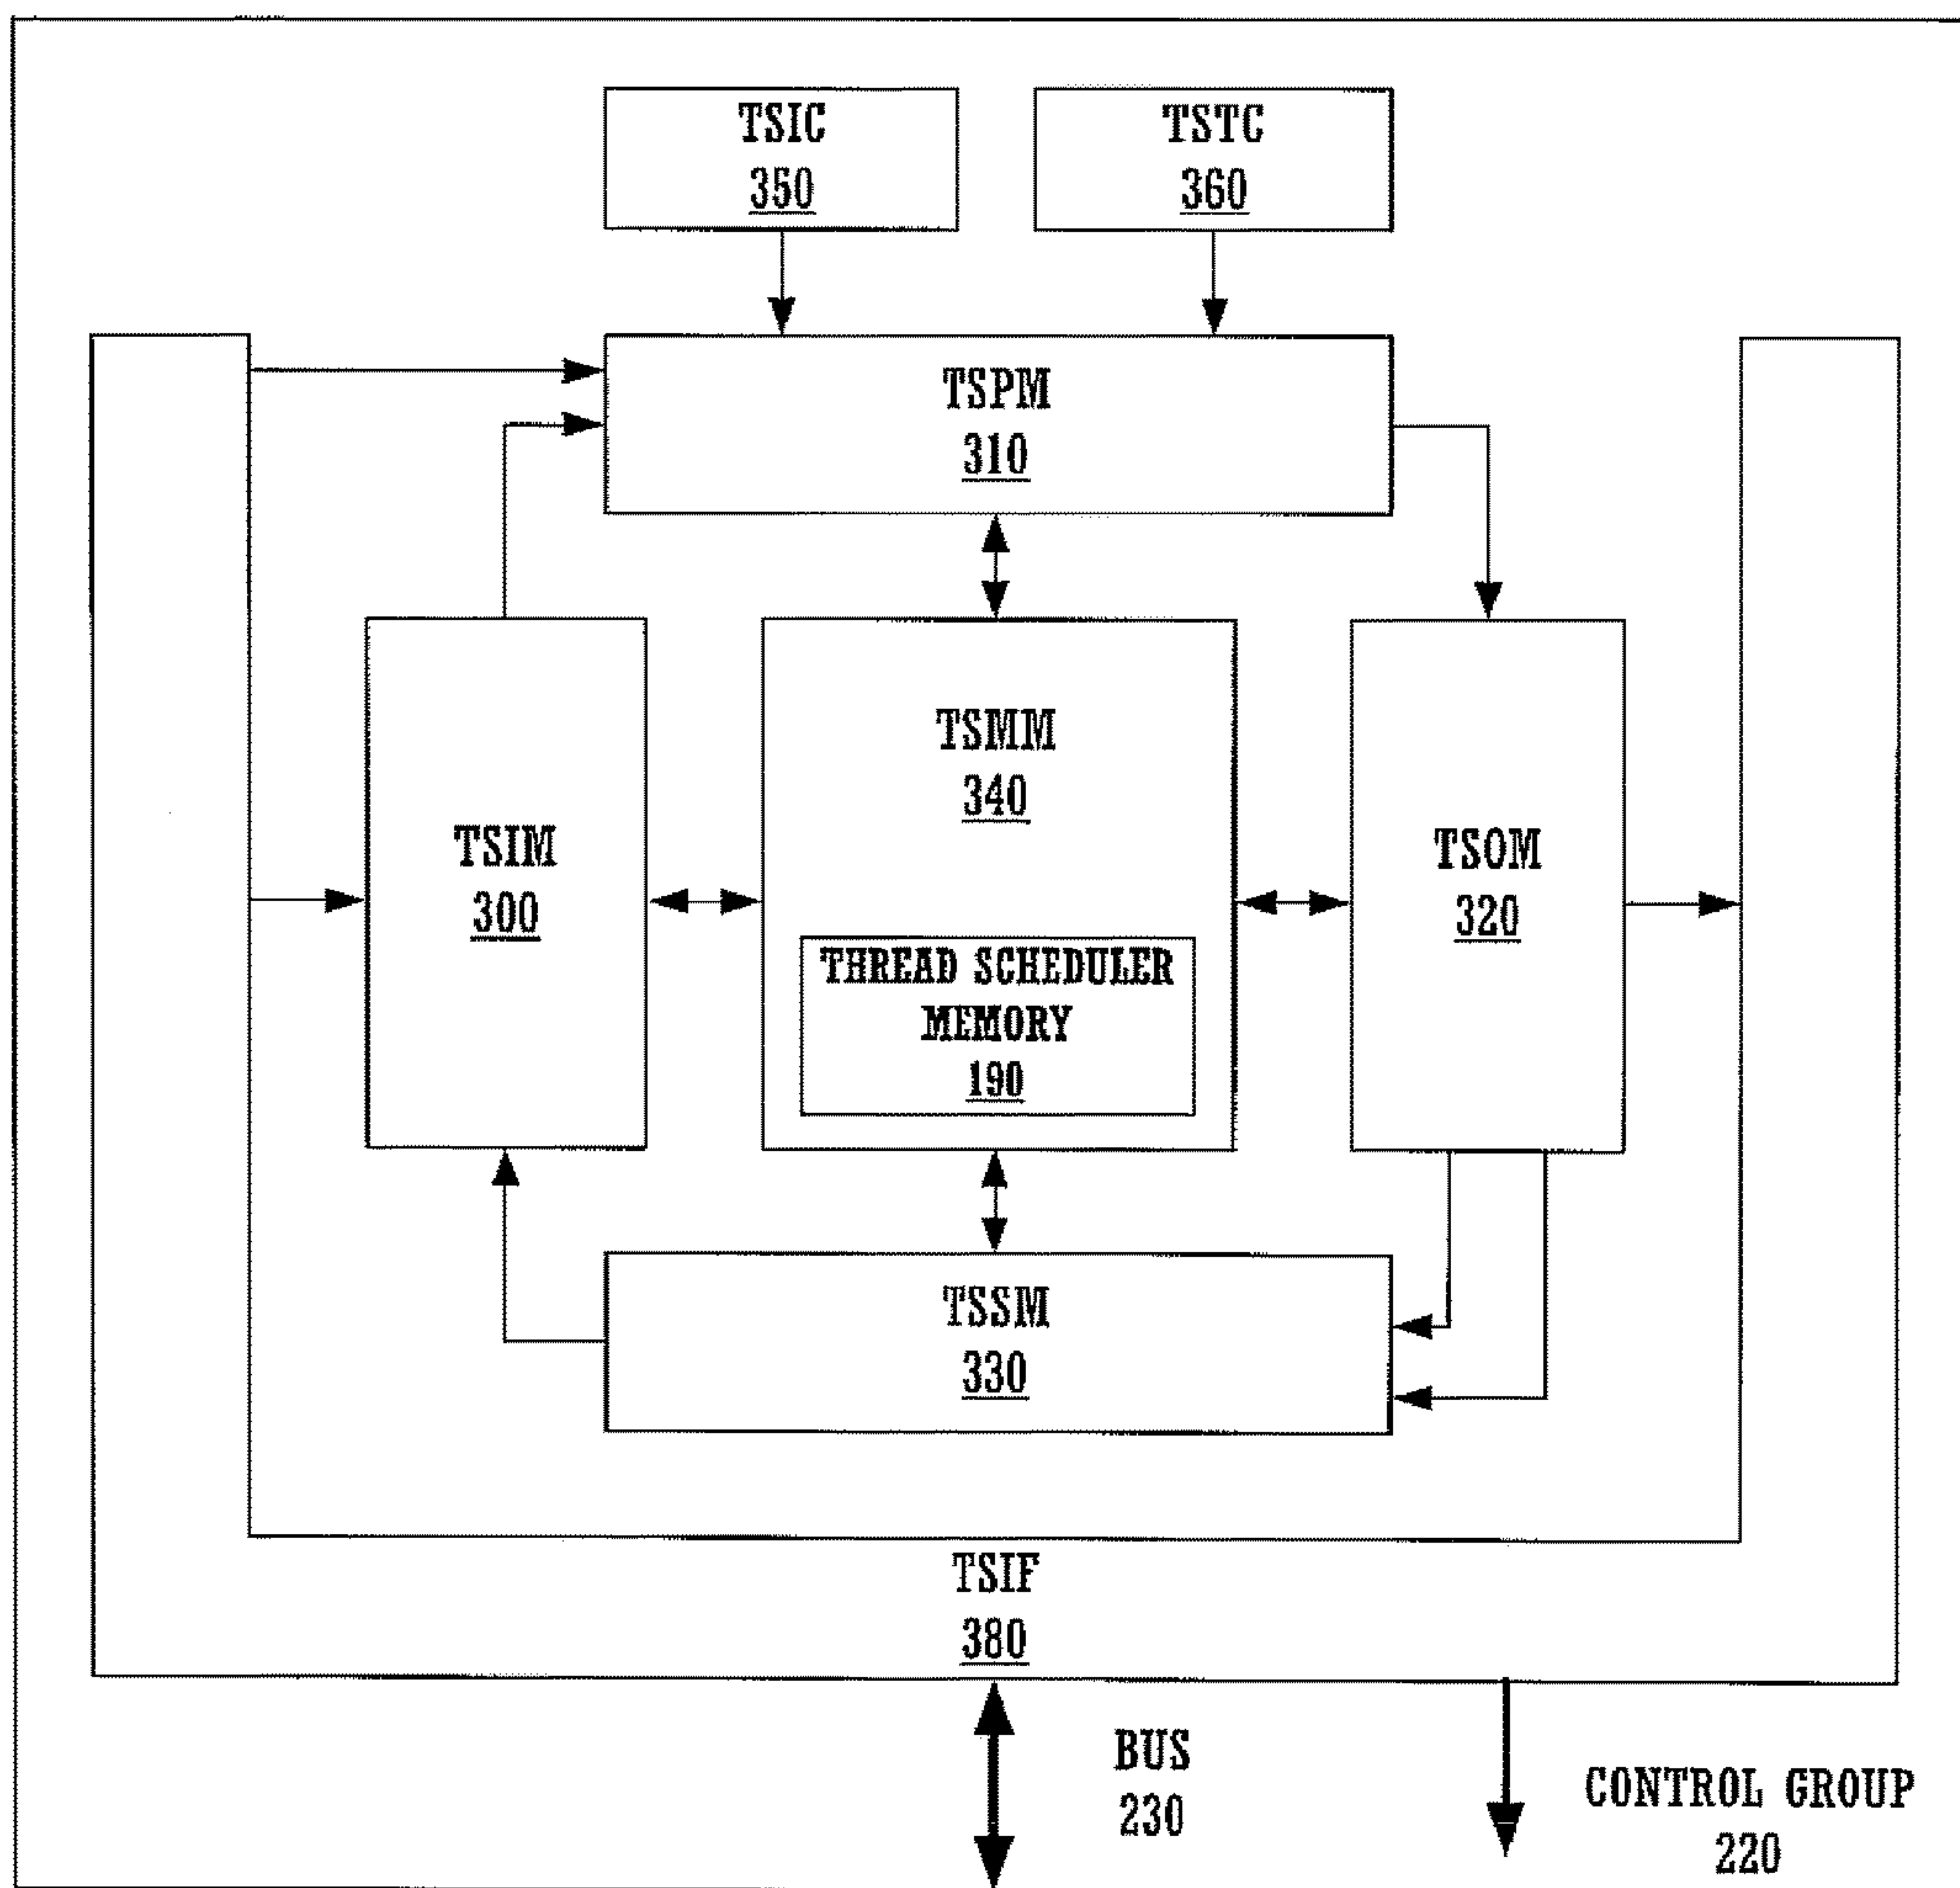 TSIC
350
TSTC
360
TSPM
310
TSMM
340
TSIM
300
TSOM
320
THREAD SCHEDULER
MEMORY
190
TSSM
330
TSIF
380
BUS
230
CONTROL GROUP
220